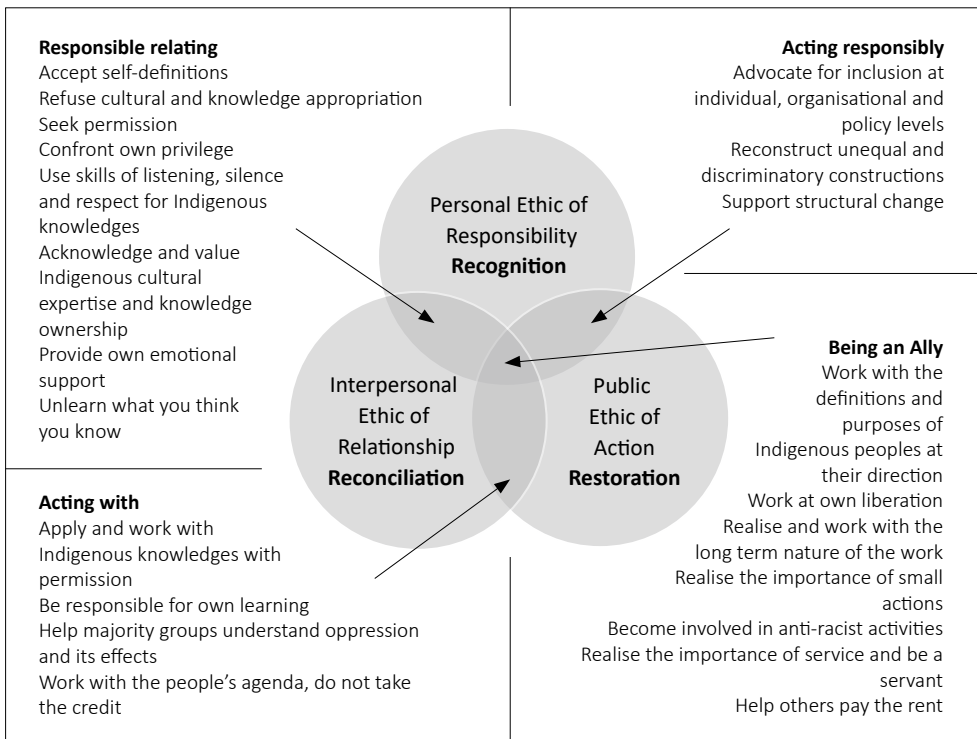 Responsible relating
Accept self-definitions
Refuse cultural and knowledge appropriation
Seek permission
Confront own privilege
Use skills of listening, silence
and respect for Indigenous
knowledges
Acknowledge and value
Indigenous cultural
expertise and knowledge
ownership
Provide own emotional
support
Unlearn what you think
you know
Acting responsibly
Advocate for inclusion at
individual, organisational and
policy levels
Reconstruct unequal and
discriminatory constructions
Support structural change
Personal Ethic of
Responsibility
Recognition
Interpersonal
Ethic of
Relationship
Reconciliation
Public
Ethic of
Action
Restoration
Acting with
Apply and work with
Indigenous knowledges with
permission
Be responsible for own learning
Help majority groups understand oppression
and its effects
Work with the people’s agenda, do not take
the credit
Being an Ally
Work with the
definitions and
purposes of
Indigenous peoples at
their direction
Work at own liberation
Realise and work with the
long term nature of the work
Realise the importance of small
actions
Become involved in anti-racist activities
Realise the importance of service and be a
servant
Help others pay the rent